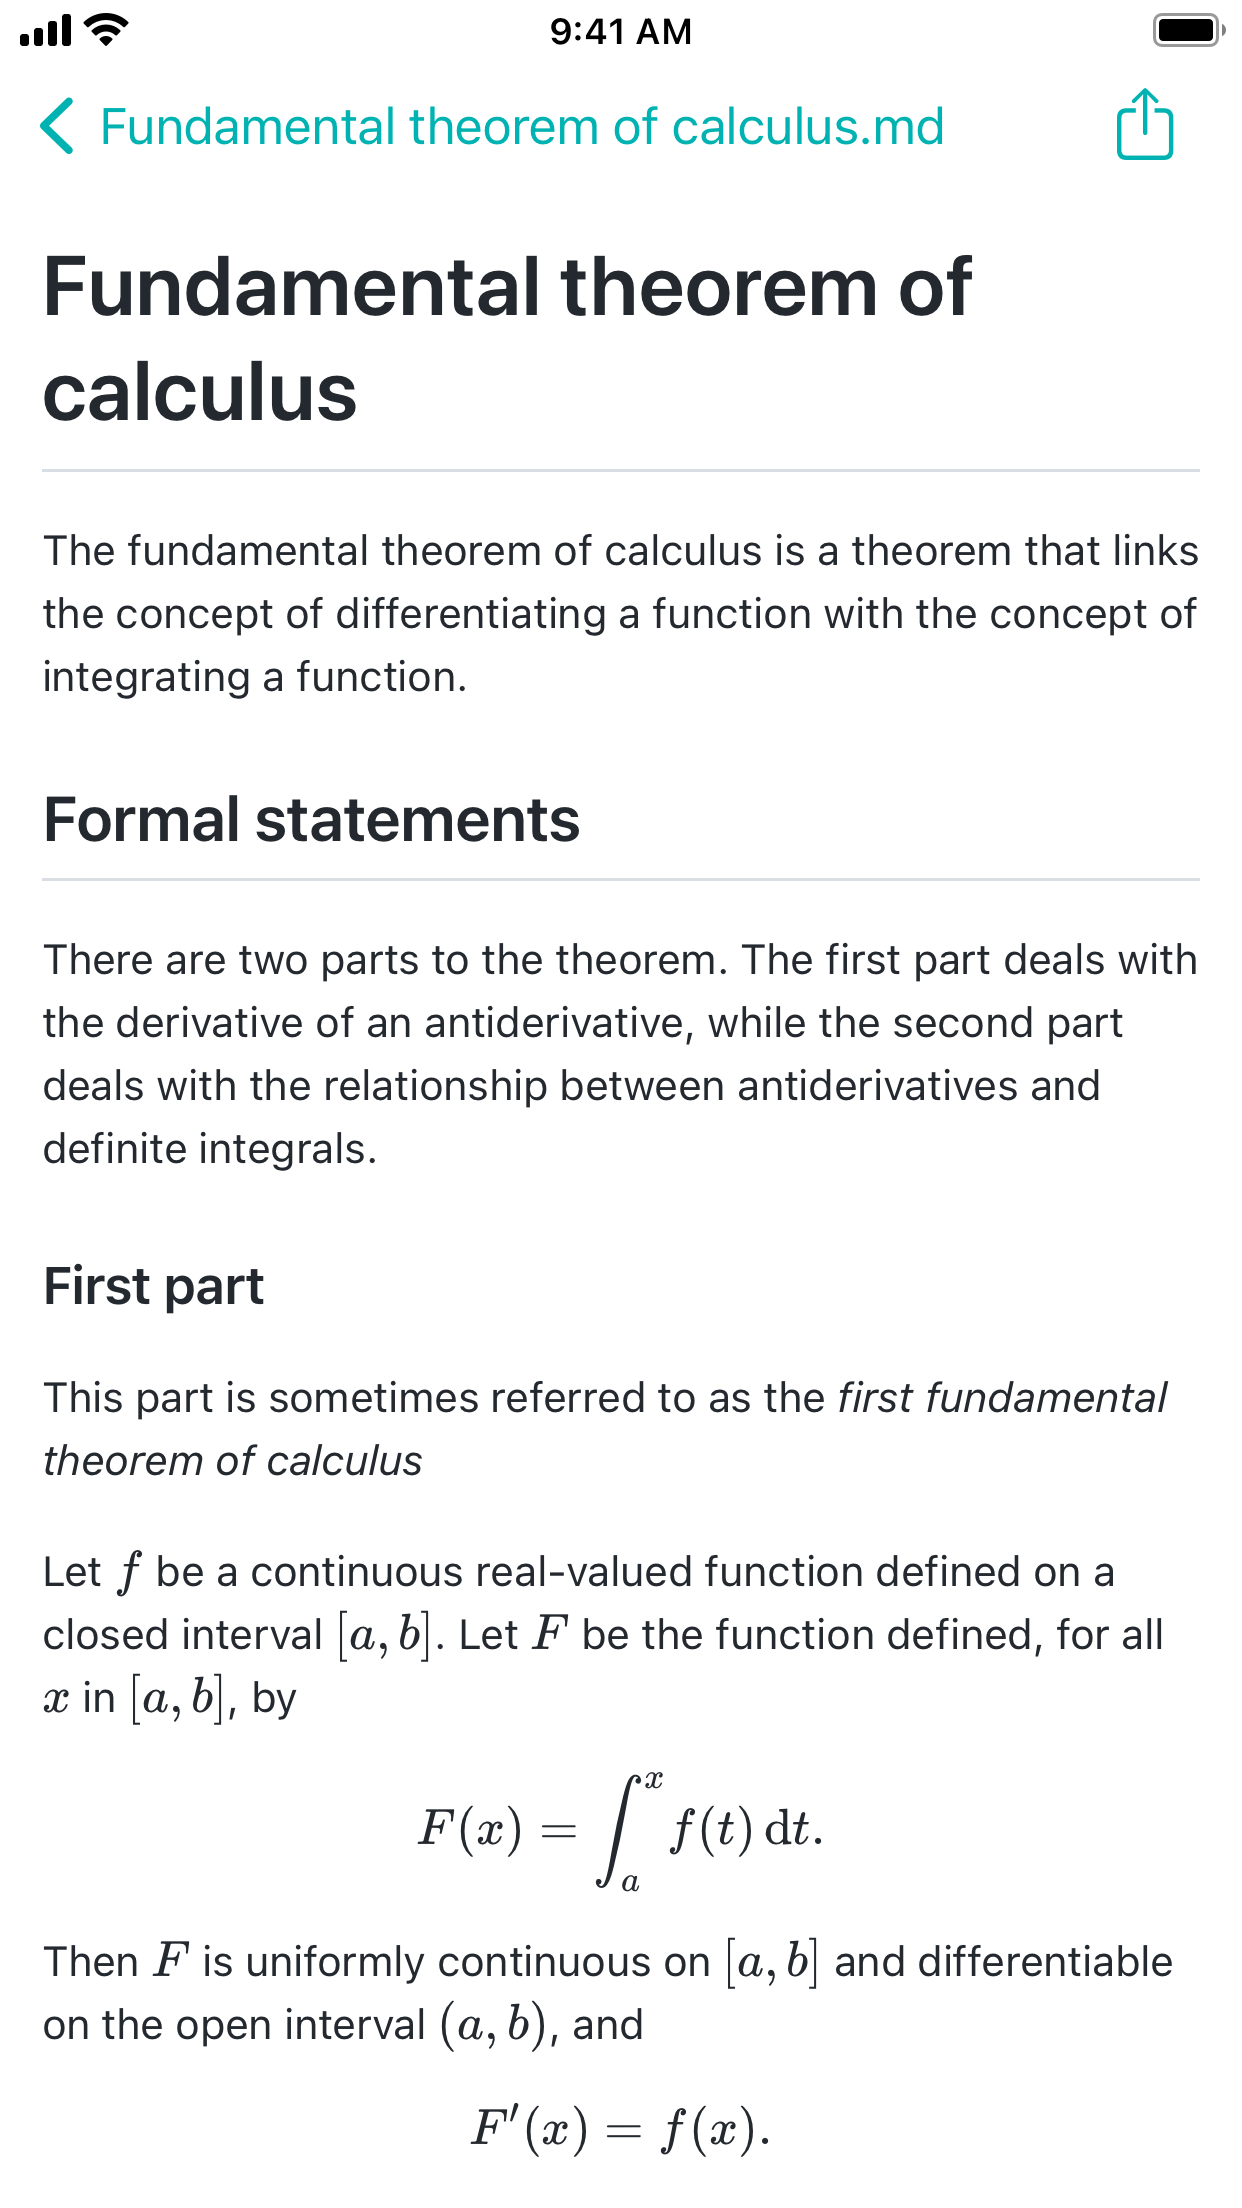 9:41 AM
Fundamental theorem of calculus.md
Fundamental theorem of
calculus
The fundamental theorem of calculus is a theorem that links
the concept of differentiating a function with the concept of
integrating a function.
Formal statements
There are two parts to the theorem. The first part deals with
the derivative of an antiderivative, while the second part
deals with the relationship between antiderivatives and
definite integrals.
First part
This part is sometimes referred to as the first fundamental
theorem of calculus
Let f be a continuous real-valued function defined on a
closed interval [a, b]. Let F be the function defined, for all
x in [a, b], by
F(x) = ∫ₐˣ f(t) dt.
Then F is uniformly continuous on [a, b] and differentiable
on the open interval (a, b), and
F′(x) = f(x).